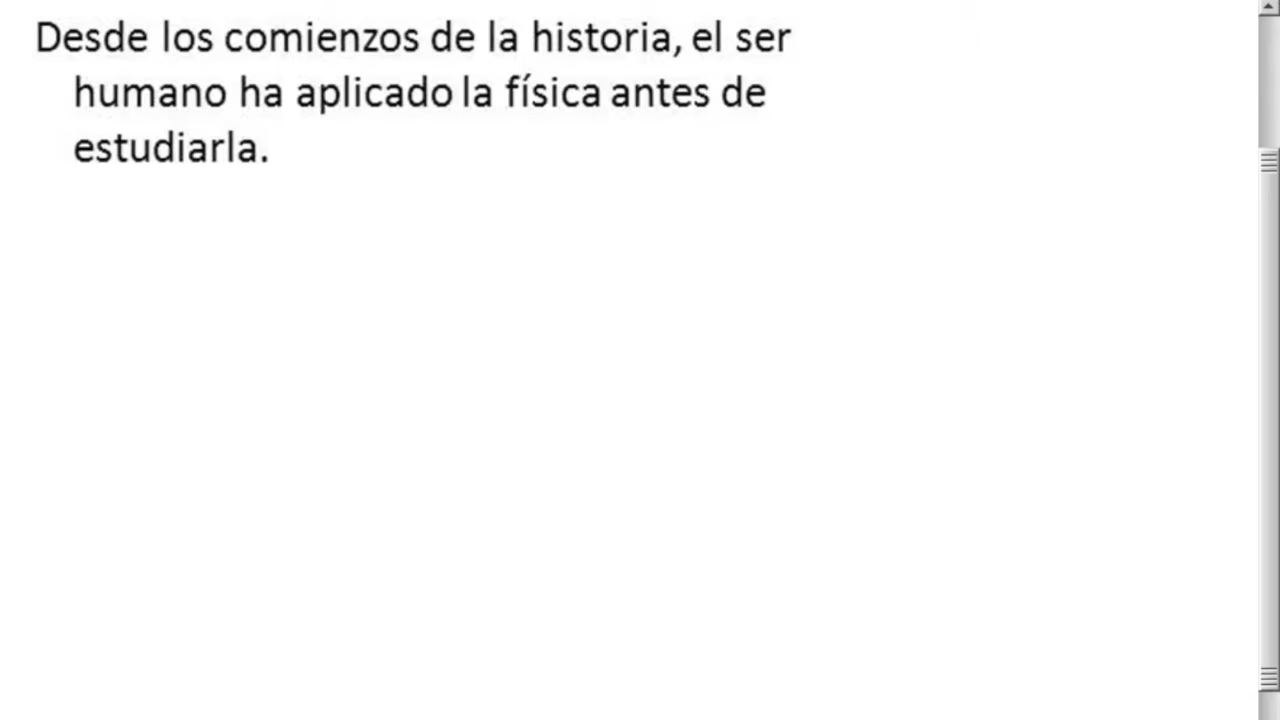 Desde los comienzos de la historia, el ser
humano ha aplicado la física antes de
estudiarla.